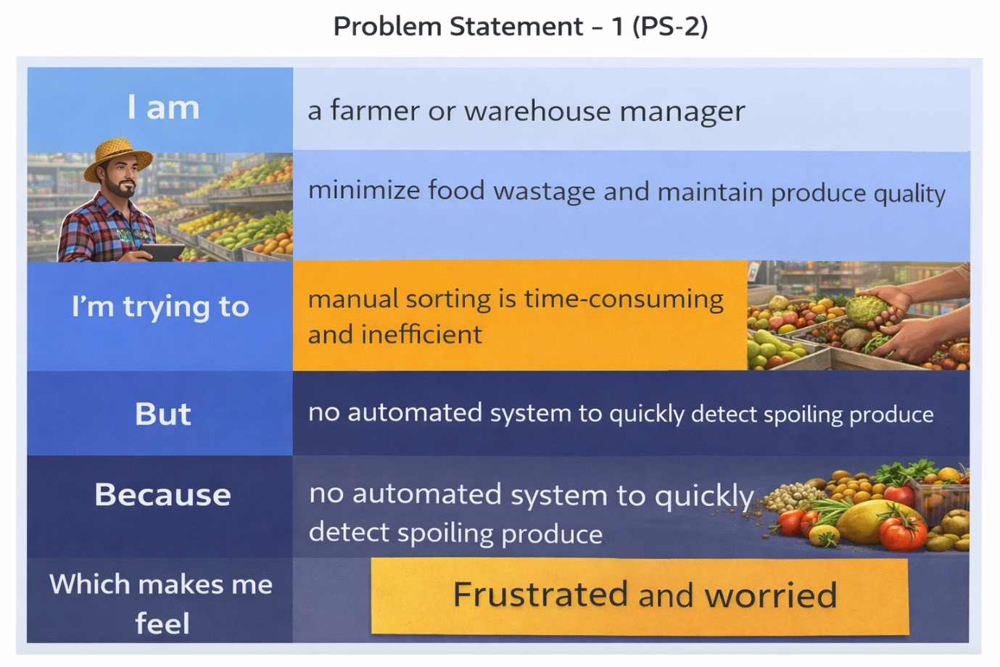 Problem Statement – 1 (PS-2)
I am
a farmer or warehouse manager
minimize food wastage and maintain produce quality
I'm trying to
manual sorting is time-consuming
and inefficient
But
no automated system to quickly detect spoiling produce
Because
no automated system to quickly
detect spoiling produce
Which makes me
feel
Frustrated and worried